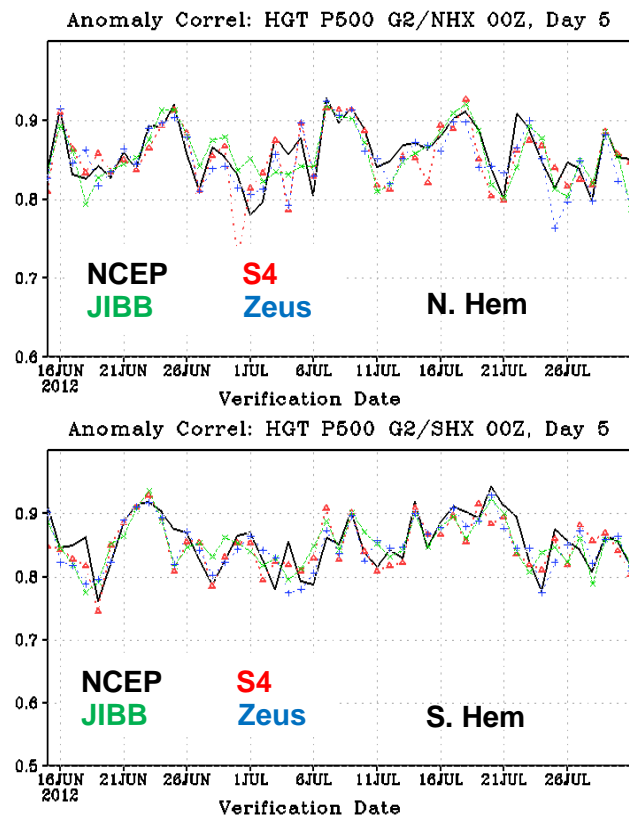 Anomaly Correl: HGT P500 G2/NHX 00Z, Day 5
0.9
0.8
0.7
0.6
NCEP S4
JIBB Zeus N. Hem
16JUN 21JUN 26JUN 1JUL 6JUL 11JUL 16JUL 21JUL 26JUL
2012
Verification Date
Anomaly Correl: HGT P500 G2/SHX 00Z, Day 5
0.9
0.8
0.7
0.6
0.5
NCEP S4
JIBB Zeus S. Hem
16JUN 21JUN 26JUN 1JUL 6JUL 11JUL 16JUL 21JUL 26JUL
2012
Verification Date